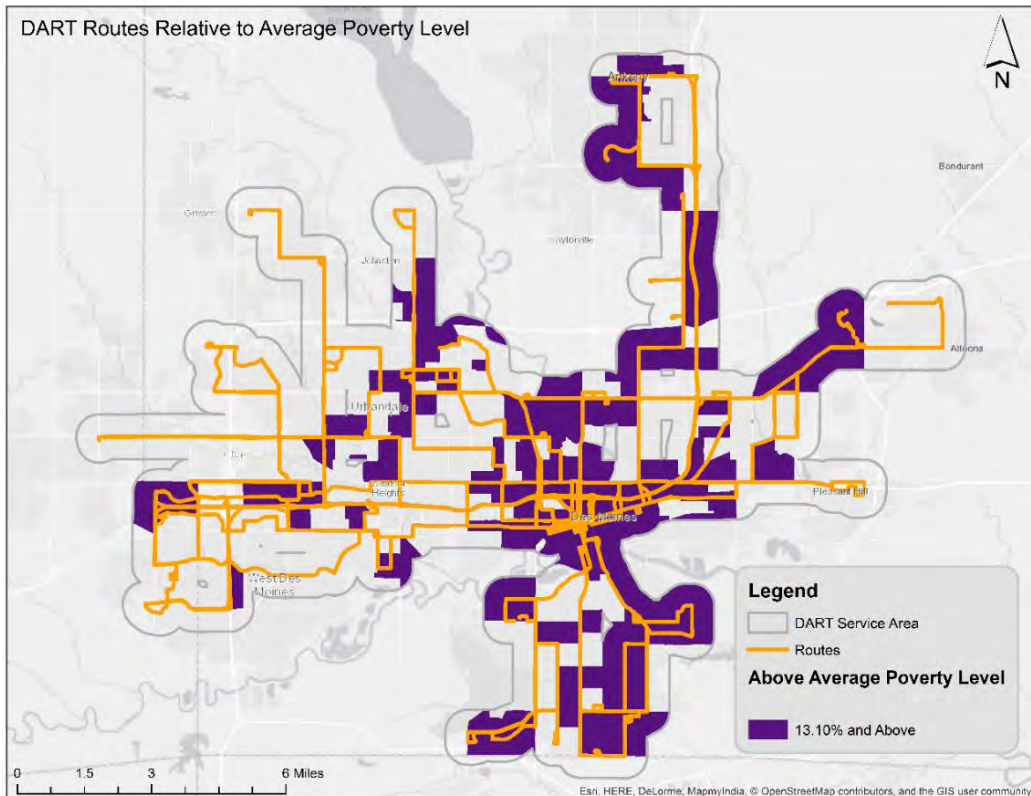 DART Routes Relative to Average Poverty Level
N
Ankeny
Bondurant
Grimes
Johnston
Altoona
Urbandale
Heights
Pleasant Hill
Des Moines
West Des
Moines
Legend
DART Service Area
Routes
Above Average Poverty Level
13.10% and Above
0 1.5 3 6 Miles
Esri, HERE, DeLorme, MapmyIndia, © OpenStreetMap contributors, and the GIS user community